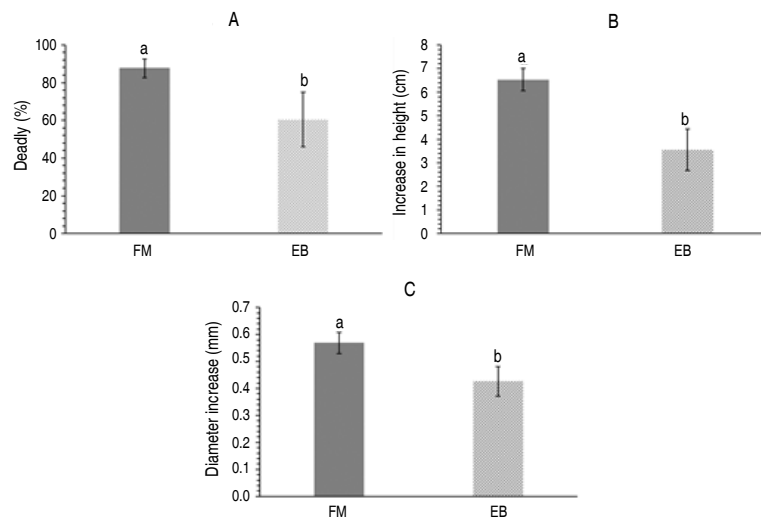 A
Deadly (%)
100
80
60
40
20
0
a
b
FM
EB
B
Increase in height (cm)
8
7
6
5
4
3
2
1
0
a
b
FM
EB
C
Diameter increase (mm)
0.7
0.6
0.5
0.4
0.3
0.2
0.1
0.0
a
b
FM
EB